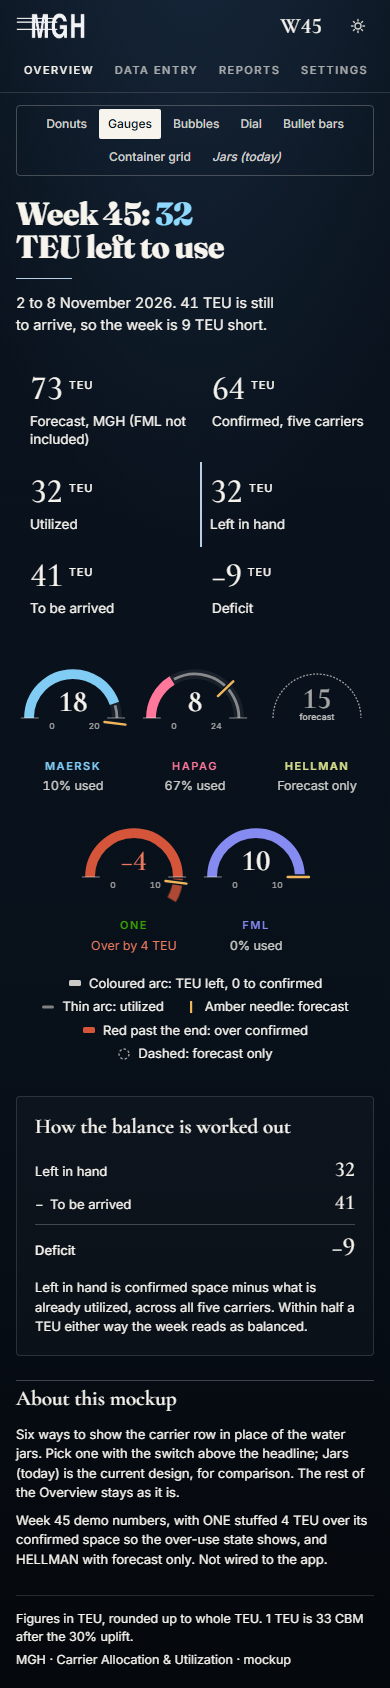 MGH
W45
OVERVIEW DATA ENTRY REPORTS SETTINGS
Donuts Gauges Bubbles Dial Bullet bars
Container grid Jars (today)
Week 45: 32
TEU left to use
2 to 8 November 2026. 41 TEU is still
to arrive, so the week is 9 TEU short.
73 TEU 64 TEU
Forecast, MGH (FML not
included)
Confirmed, five carriers
32 TEU 32 TEU
Utilized Left in hand
41 TEU –9 TEU
To be arrived Deficit
18 8 15
forecast
0 20 0 24
MAERSK HAPAG HELLMAN
10% used 67% used Forecast only
–4 10
0 10 0 10
ONE FML
Over by 4 TEU 0% used
Coloured arc: TEU left, 0 to confirmed
Thin arc: utilized Amber needle: forecast
Red past the end: over confirmed
Dashed: forecast only
How the balance is worked out
Left in hand 32
– To be arrived 41
Deficit –9
Left in hand is confirmed space minus what is
already utilized, across all five carriers. Within half a
TEU either way the week reads as balanced.
About this mockup
Six ways to show the carrier row in place of the water
jars. Pick one with the switch above the headline; Jars
(today) is the current design, for comparison. The rest of
the Overview stays as it is.
Week 45 demo numbers, with ONE stuffed 4 TEU over its
confirmed space so the over-use state shows, and
HELLMAN with forecast only. Not wired to the app.
Figures in TEU, rounded up to whole TEU. 1 TEU is 33 CBM
after the 30% uplift.
MGH · Carrier Allocation & Utilization · mockup